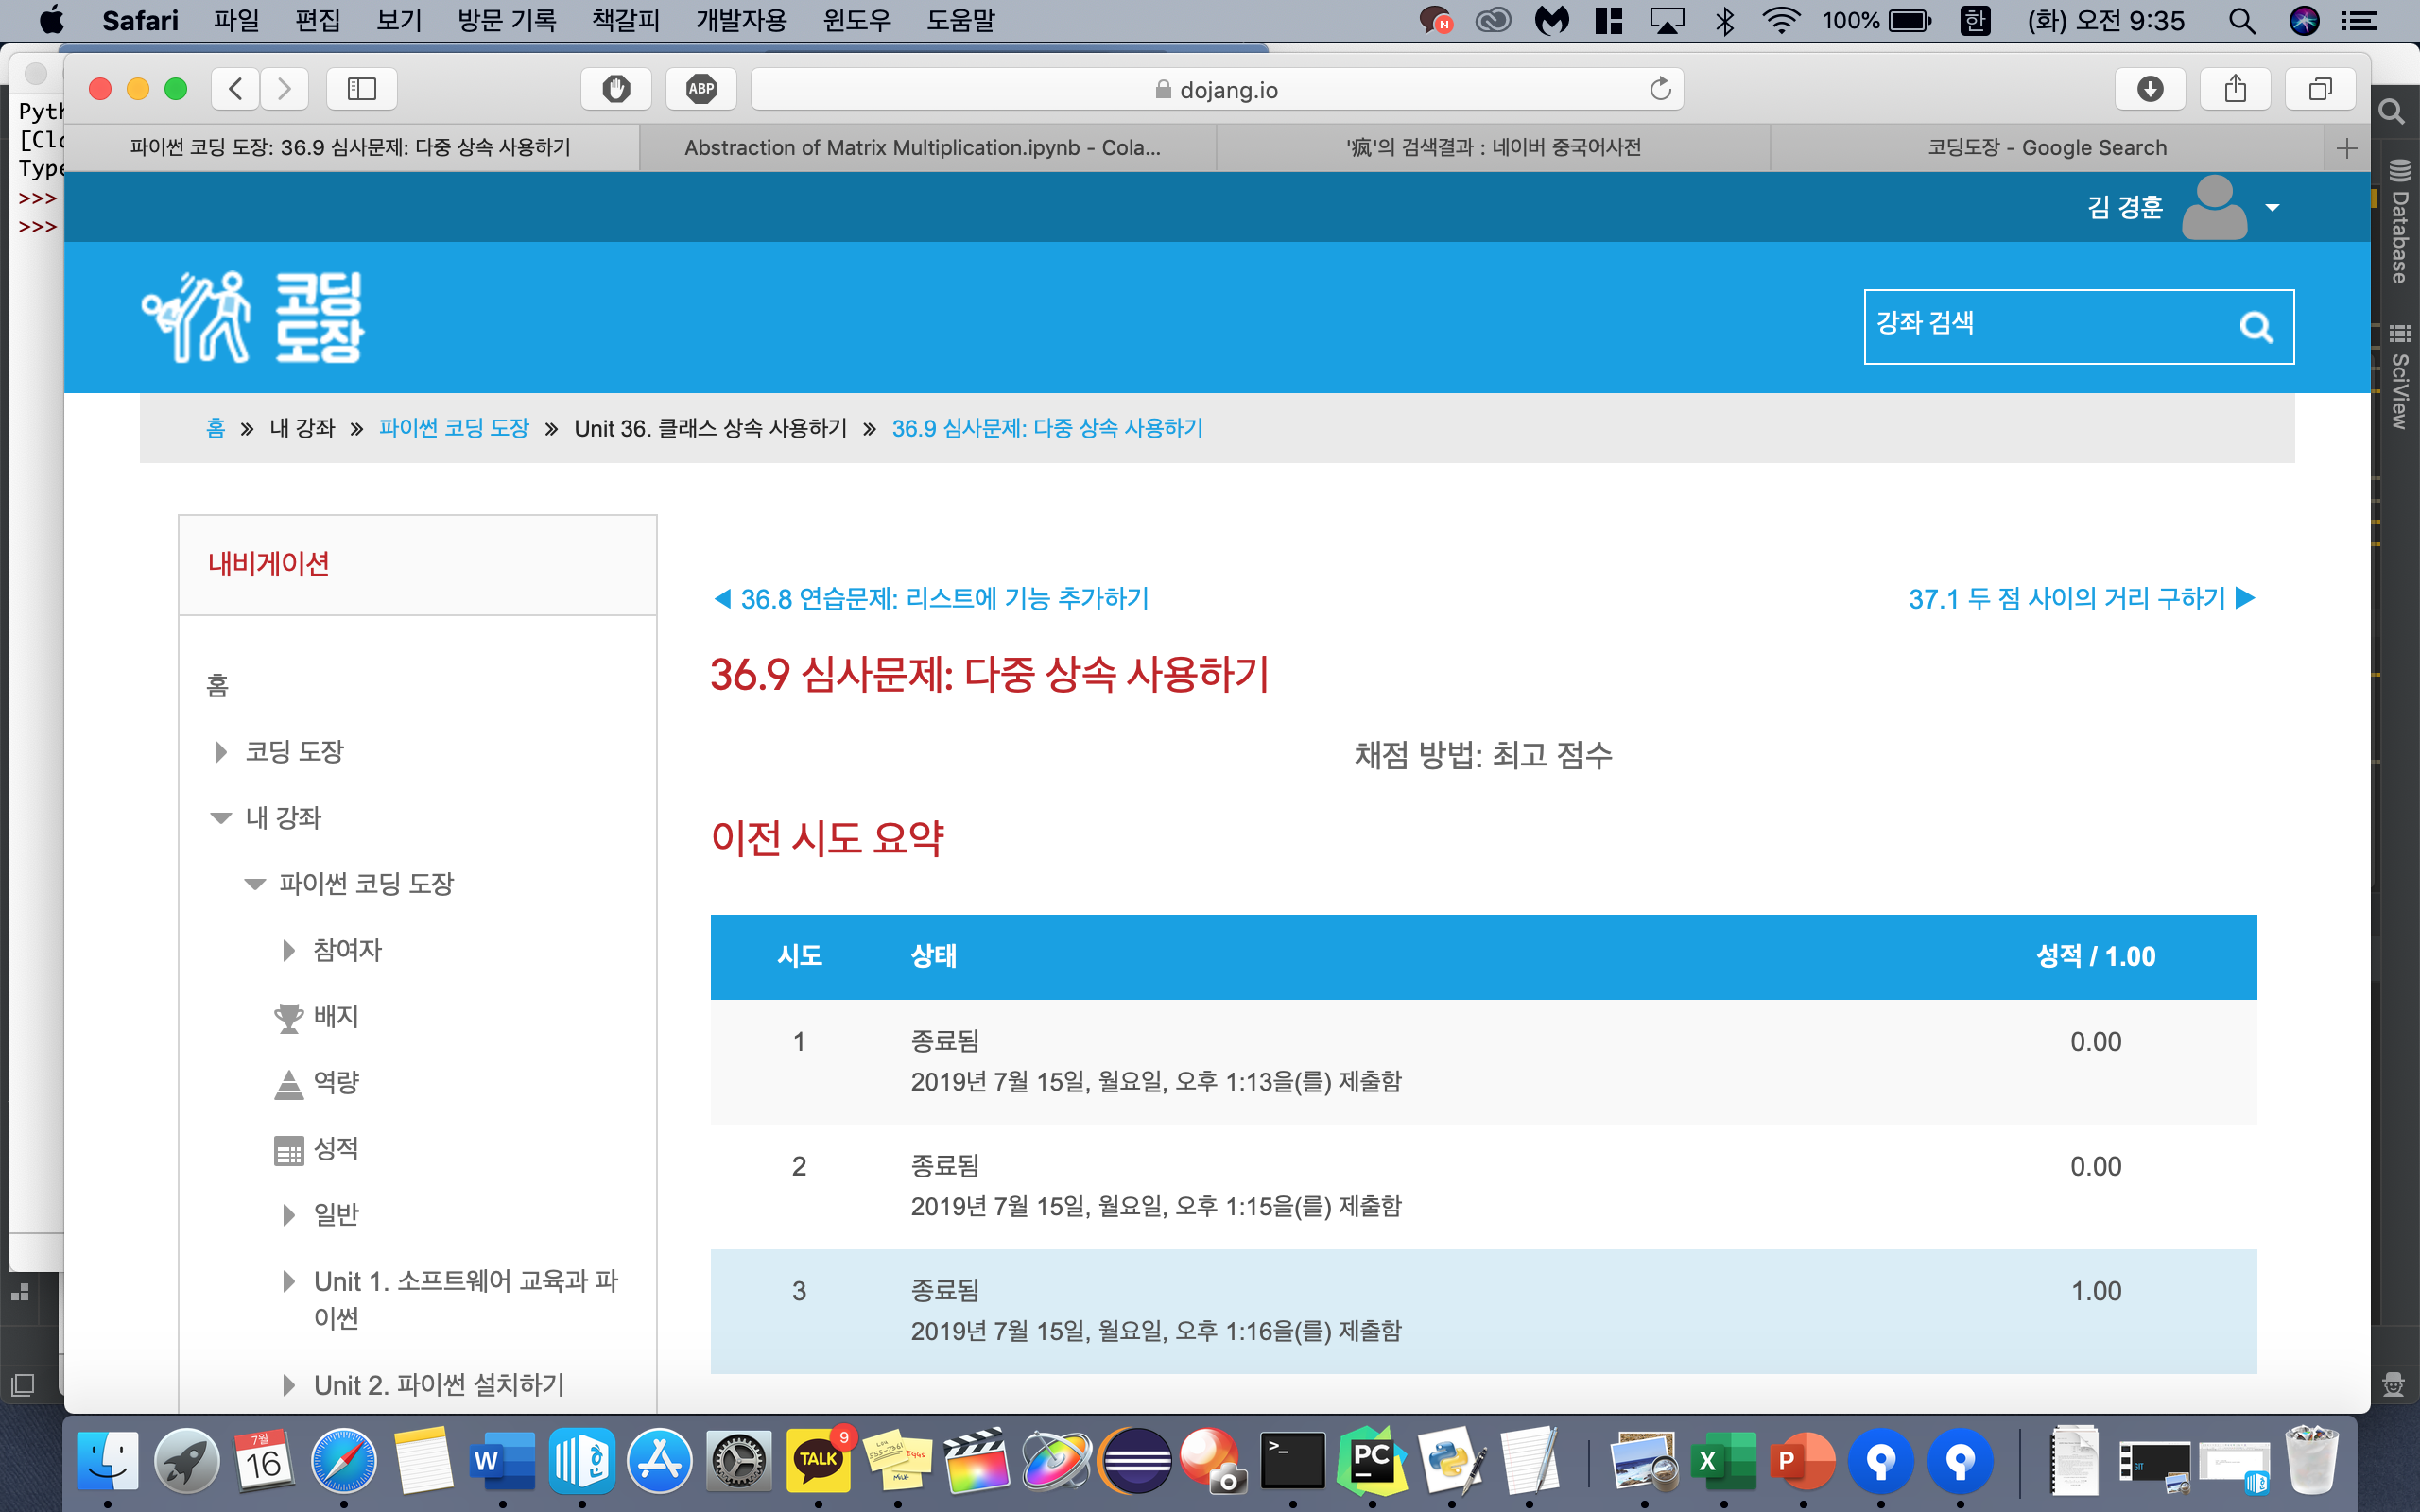 Safari 파일 편집 보기 방문 기록 책갈피 개발자용 윈도우 도움말 100% 한 (화) 오전 9:35
ABP dojang.io
파이썬 코딩 도장: 36.9 심사문제: 다중 상속 사용하기 Abstraction of Matrix Multiplication.ipynb - Cola... '疯'의 검색결과 : 네이버 중국어사전 코딩도장 - Google Search
Pyth
[Clo
Type
>>>
>>>
Database
SciView
김 경훈
코딩
도장
강좌 검색
홈 » 내 강좌 » 파이썬 코딩 도장 » Unit 36. 클래스 상속 사용하기 » 36.9 심사문제: 다중 상속 사용하기
내비게이션
홈
코딩 도장
내 강좌
파이썬 코딩 도장
참여자
배지
역량
성적
일반
Unit 1. 소프트웨어 교육과 파
이썬
Unit 2. 파이썬 설치하기
◀ 36.8 연습문제: 리스트에 기능 추가하기 37.1 두 점 사이의 거리 구하기 ▶
36.9 심사문제: 다중 상속 사용하기
채점 방법: 최고 점수
이전 시도 요약
시도 상태 성적 / 1.00
1 종료됨 0.00
2019년 7월 15일, 월요일, 오후 1:13을(를) 제출함
2 종료됨 0.00
2019년 7월 15일, 월요일, 오후 1:15을(를) 제출함
3 종료됨 1.00
2019년 7월 15일, 월요일, 오후 1:16을(를) 제출함
7월
16
W
TALK
9
>_
PC
X
P
GIT